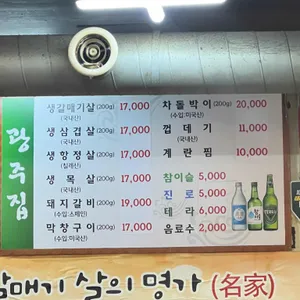 광주집
생갈매기살(200g) 17,000
(국내산)
생삼겹살(200g) 17,000
(국내산)
생항정살(200g) 17,000
(칠레산)
생목살(200g) 17,000
(국내산)
돼지갈비(200g) 19,000
(수입:스페인)
막창구이(200g) 17,000
(수입:미국산)
차돌박이(200g) 20,000
(수입:미국산)
껍데기 11,000
(국내산)
계란찜 10,000
참이슬 5,000
진로 5,000
테라 6,000
음료수 2,000
매기 살의 명가 (名家)